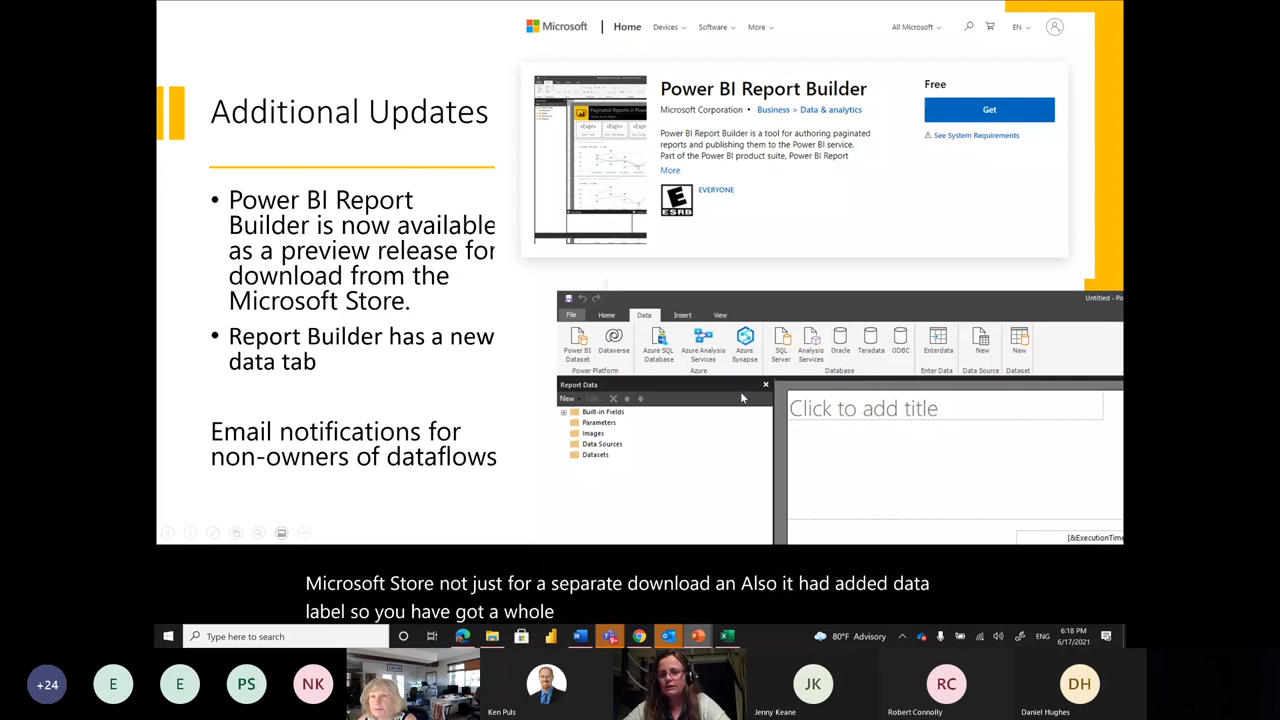 Microsoft Home Devices Software More All Microsoft EN
Additional Updates
• Power BI Report
Builder is now available
as a preview release for
download from the
Microsoft Store.
• Report Builder has a new
data tab
Email notifications for
non-owners of dataflows
Power BI Report Builder
Microsoft Corporation • Business > Data & analytics
Power BI Report Builder is a tool for authoring paginated
reports and publishing them to the Power BI service.
Part of the Power BI product suite, Power BI Report
More
E
ESRB
EVERYONE
Free
Get
See System Requirements
Untitled - Po
File Home Data Insert View
Power BI Dataset
Dataverse
Azure SQL Database
Azure Analysis Services
Azure Synapse
SQL Server
Analysis Services
Oracle
Teradata
ODBC
Enterdata
New
New
Power Platform Azure Database Enter Data Data Source Dataset
Report Data
New Edit...
Built-in Fields
Parameters
Images
Data Sources
Datasets
Click to add title
[&ExecutionTime
Microsoft Store not just for a separate download an Also it had added data
label so you have got a whole
Type here to search
80°F Advisory
ENG
6:18 PM
6/17/2021
+24
E
E
PS
NK
Ken Puls
JK
Jenny Keane
RC
Robert Connolly
DH
Daniel Hughes